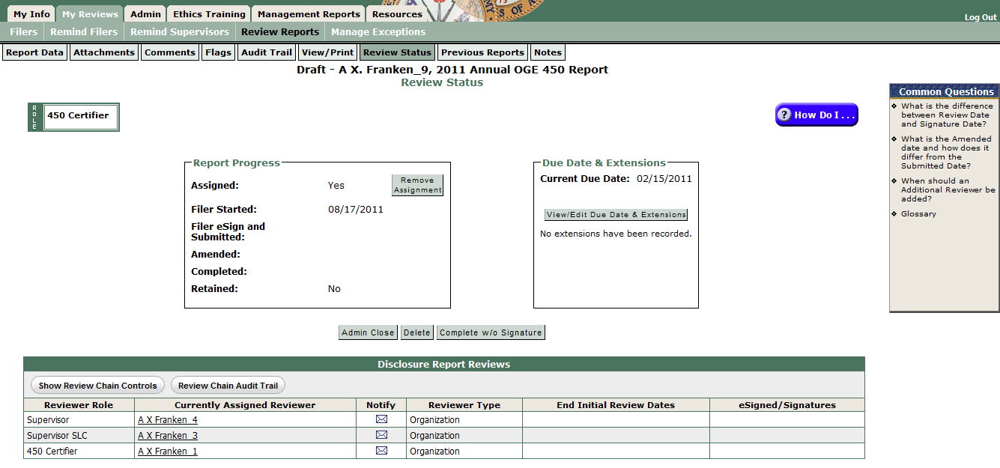 My Info My Reviews Admin Ethics Training Management Reports Resources
Log Out
Filers Remind Filers Remind Supervisors Review Reports Manage Exceptions
Report Data Attachments Comments Flags Audit Trail View/Print Review Status Previous Reports Notes
Draft - A X. Franken_9, 2011 Annual OGE 450 Report
Review Status
ROLE 450 Certifier
? How Do I . . .
Common Questions
What is the difference
between Review Date
and Signature Date?
What is the Amended
date and how does it
differ from the
Submitted Date?
When should an
Additional Reviewer be
added?
Glossary
Report Progress
Assigned: Yes
Remove
Assignment
Filer Started: 08/17/2011
Filer eSign and
Submitted:
Amended:
Completed:
Retained: No
Due Date & Extensions
Current Due Date: 02/15/2011
View/Edit Due Date & Extensions
No extensions have been recorded.
Admin Close Delete Complete w/o Signature
Disclosure Report Reviews
Show Review Chain Controls Review Chain Audit Trail
Reviewer Role Currently Assigned Reviewer Notify Reviewer Type End Initial Review Dates eSigned/Signatures
Supervisor A X Franken_4 Organization
Supervisor SLC A X Franken_3 Organization
450 Certifier A X Franken_1 Organization